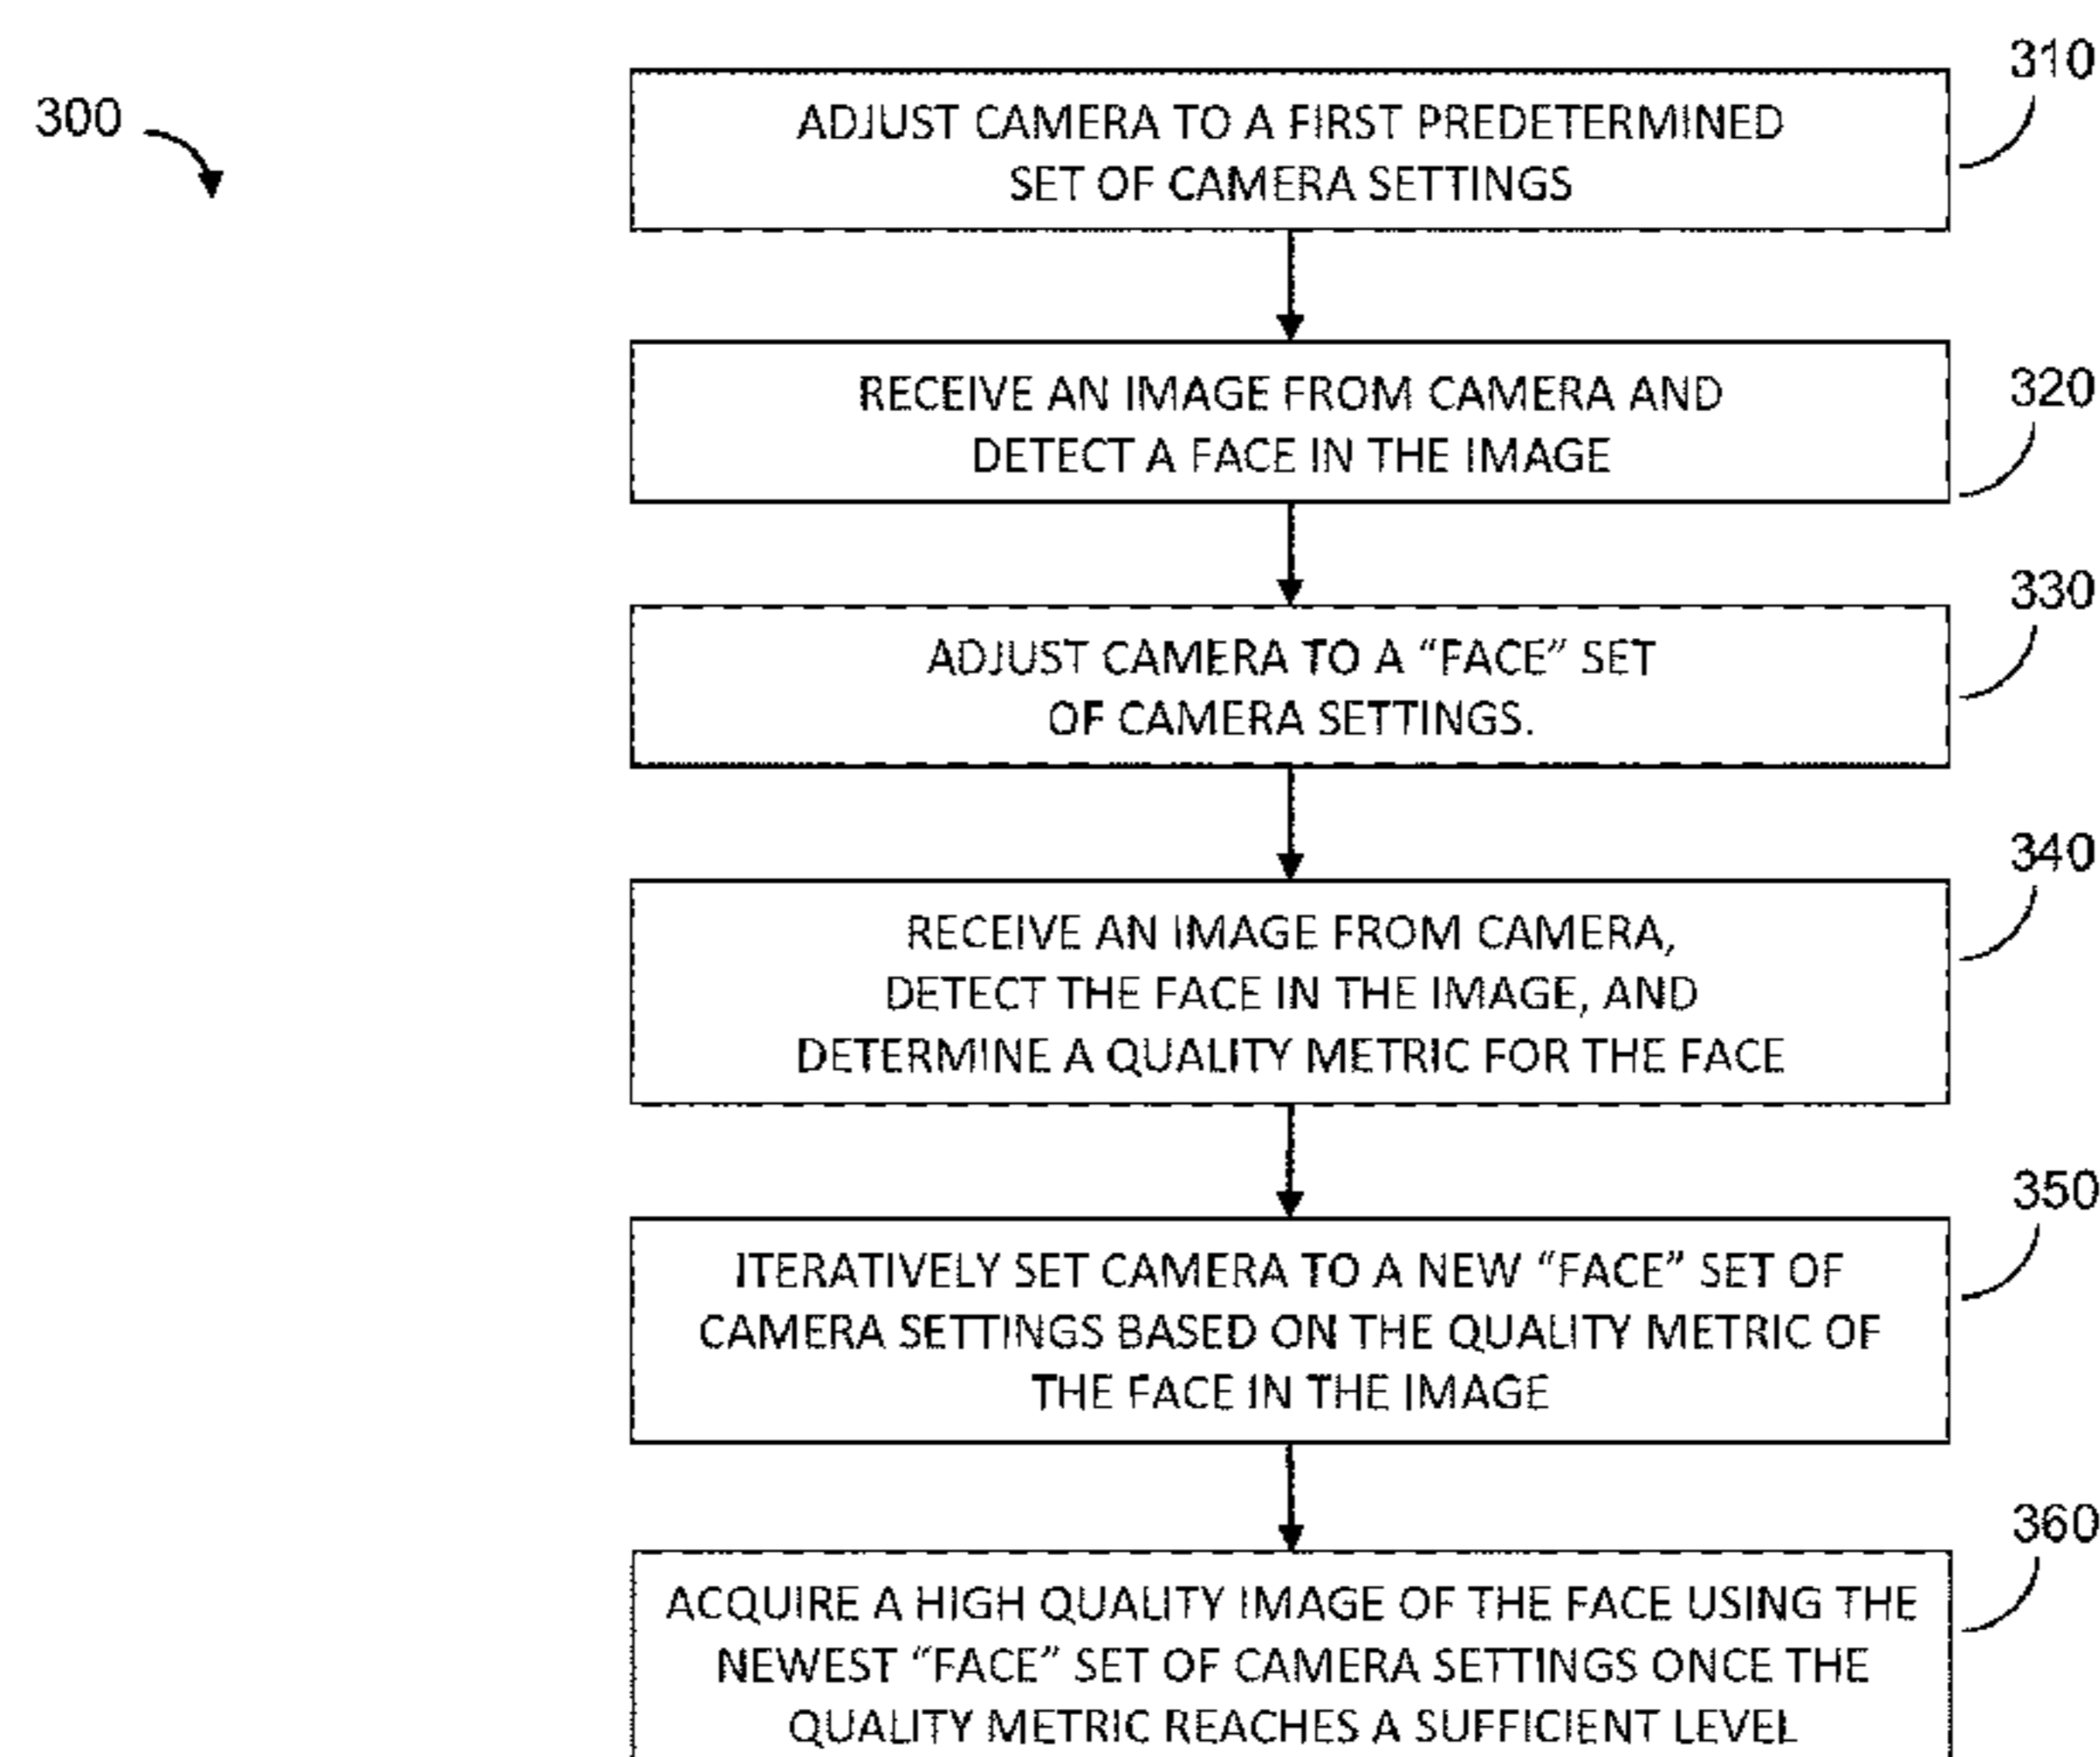 300
310
ADJUST CAMERA TO A FIRST PREDETERMINED
SET OF CAMERA SETTINGS
320
RECEIVE AN IMAGE FROM CAMERA AND
DETECT A FACE IN THE IMAGE
330
ADJUST CAMERA TO A “FACE” SET
OF CAMERA SETTINGS.
340
RECEIVE AN IMAGE FROM CAMERA,
DETECT THE FACE IN THE IMAGE, AND
DETERMINE A QUALITY METRIC FOR THE FACE
350
ITERATIVELY SET CAMERA TO A NEW “FACE” SET OF
CAMERA SETTINGS BASED ON THE QUALITY METRIC OF
THE FACE IN THE IMAGE
360
ACQUIRE A HIGH QUALITY IMAGE OF THE FACE USING THE
NEWEST “FACE” SET OF CAMERA SETTINGS ONCE THE
QUALITY METRIC REACHES A SUFFICIENT LEVEL